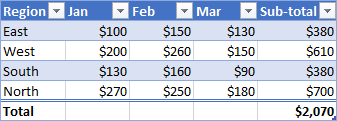 Region Jan Feb Mar Sub-total
East $100 $150 $130 $380
West $200 $260 $150 $610
South $130 $160 $90 $380
North $270 $250 $180 $700
Total $2,070